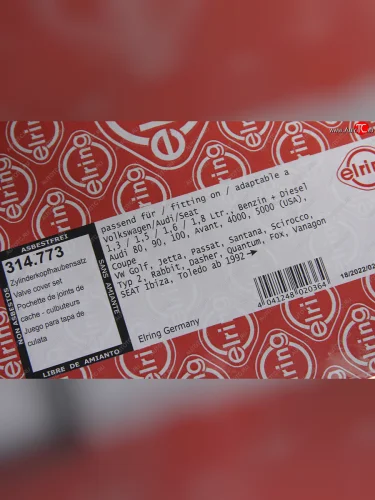 elring
ASBESTFREI
314.773
Zylinderkopfhaubensatz
Valve cover set
Pochette de joints de
cache - culbuteurs
Juego para tapa de
culata
NON ASBESTOS
SANS AMIANTE
LIBRE DE AMIANTO
passend für / fitting on / adaptable a
Volkswagen/Audi/Seat
1,3 / 1,5 / 1,6 / 1,8 Ltr., Benzin + Diesel
Audi 80, 90, 100, Avant, 4000, 5000 (USA),
Coupe
VW Golf, Jetta, Passat, Santana, Scirocco,
Typ 2, Rabbit, Dasher, Quantum, Fox, Vanagon
SEAT Ibiza, Toledo ab 1992→
Elring Germany
4 041248 020364
elring